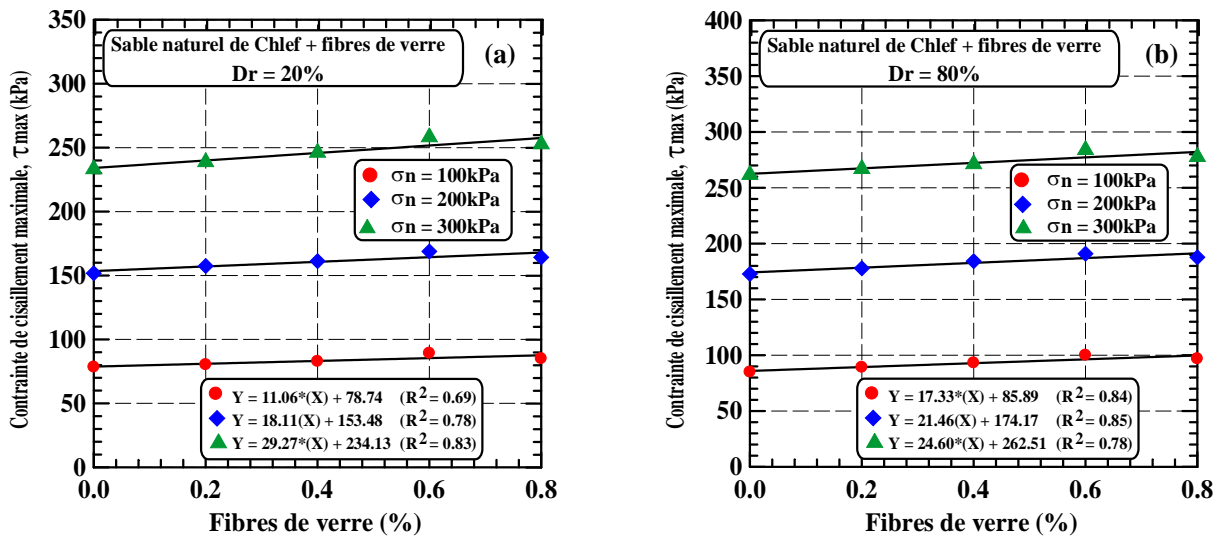 Sable naturel de Chlef + fibres de verre
Dr = 20%
(a)
Contrainte de cisaillement maximale, τmax (kPa)
350
300
250
200
150
100
50
0
σn = 100kPa
σn = 200kPa
σn = 300kPa
Y = 11.06*(X) + 78.74 (R² = 0.69)
Y = 18.11(X) + 153.48 (R² = 0.78)
Y = 29.27*(X) + 234.13 (R² = 0.83)
0.0 0.2 0.4 0.6 0.8
Fibres de verre (%)
Sable naturel de Chlef + fibres de verre
Dr = 80%
(b)
Contrainte de cisaillement maximale, τmax (kPa)
400
350
300
250
200
150
100
50
0
σn = 100kPa
σn = 200kPa
σn = 300kPa
Y = 17.33*(X) + 85.89 (R² = 0.84)
Y = 21.46(X) + 174.17 (R² = 0.85)
Y = 24.60*(X) + 262.51 (R² = 0.78)
0.0 0.2 0.4 0.6 0.8
Fibres de verre (%)